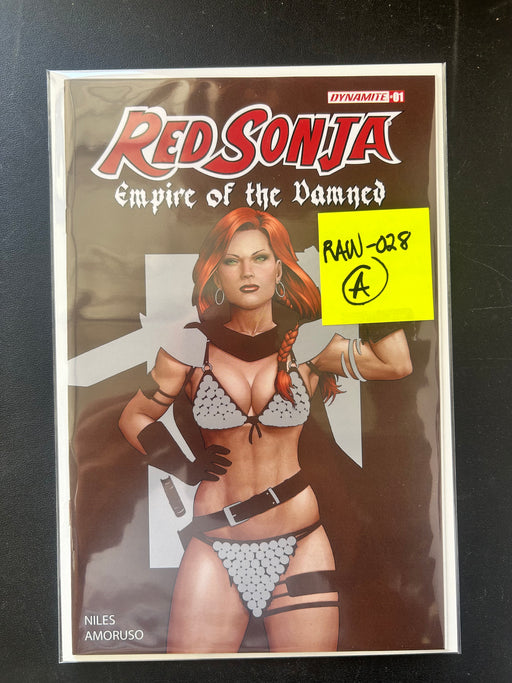 DYNAMITE #01
RED SONJA
Empire of the Damned
RAW-028
A
NILES
AMORUSO